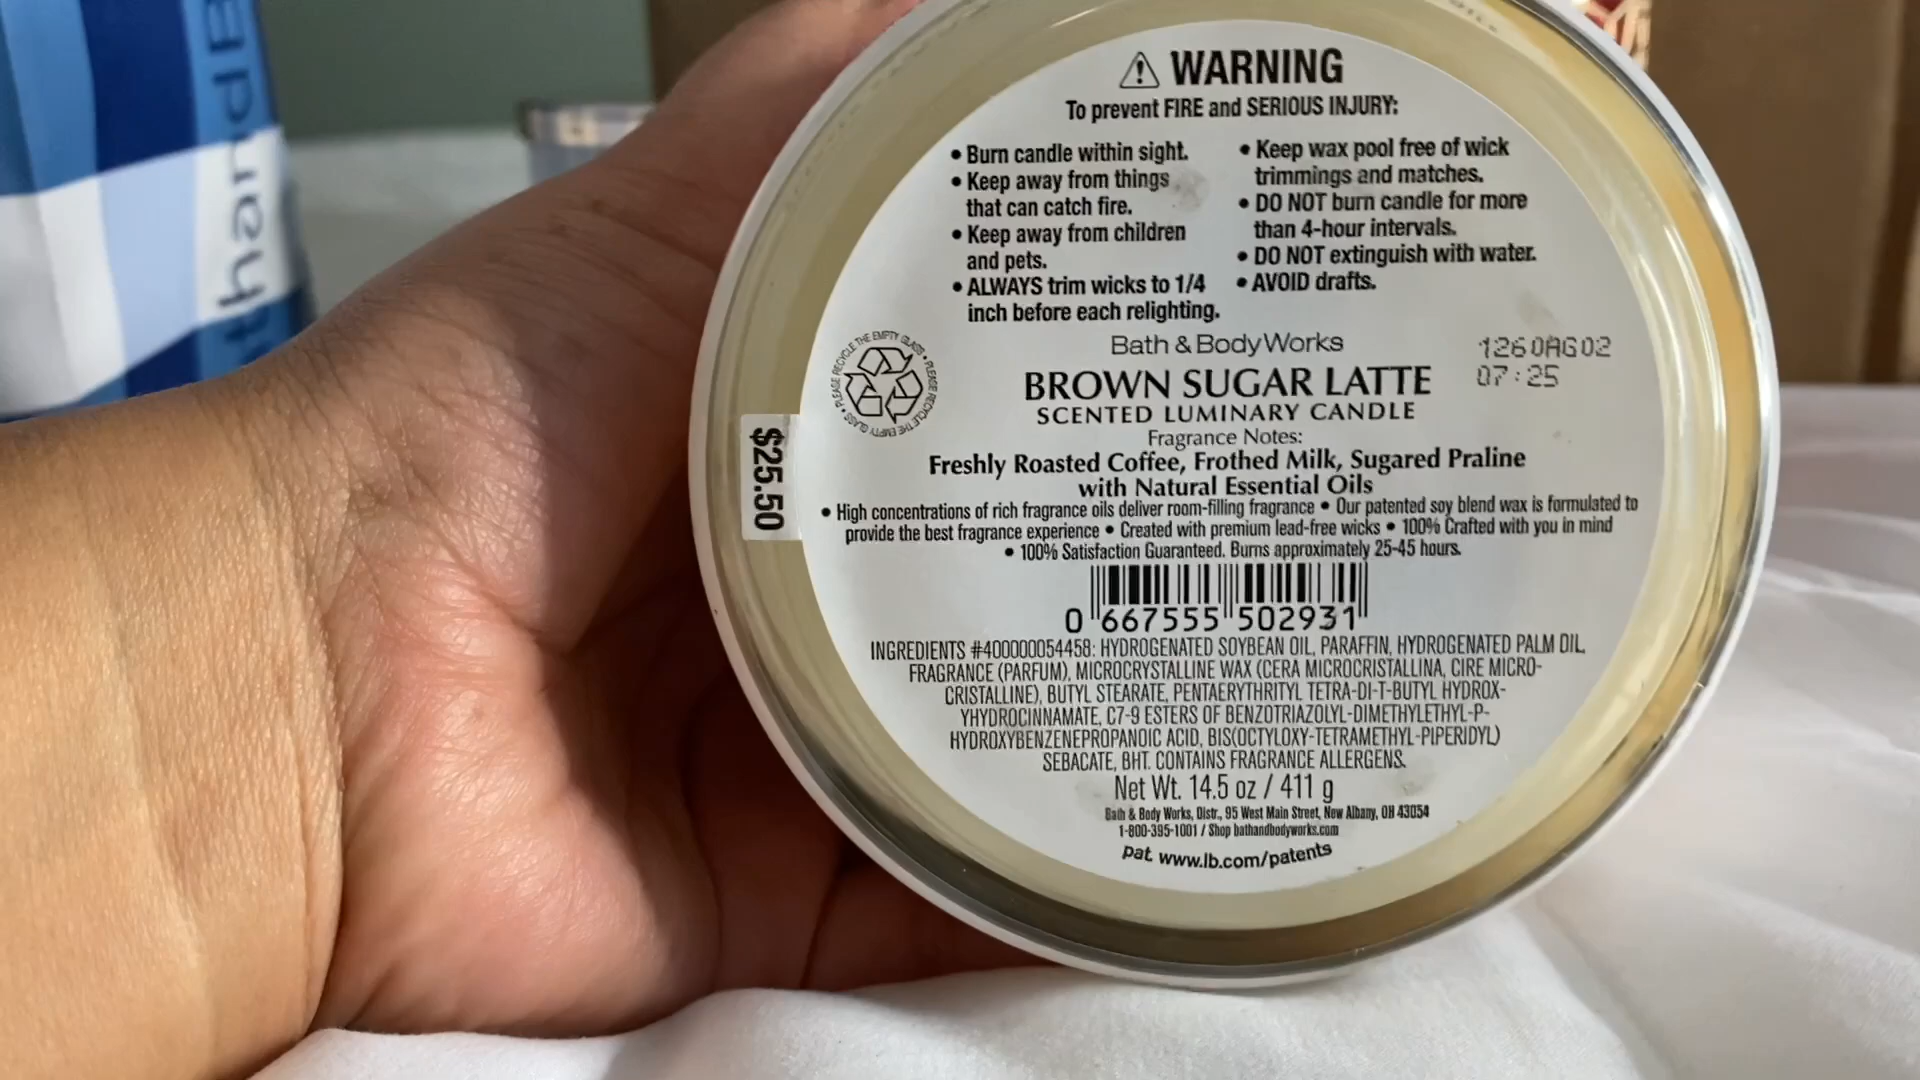 thandB
WARNING
To prevent FIRE and SERIOUS INJURY:
• Burn candle within sight.
• Keep away from things
that can catch fire.
• Keep away from children
and pets.
• ALWAYS trim wicks to 1/4
inch before each relighting.
• Keep wax pool free of wick
trimmings and matches.
• DO NOT burn candle for more
than 4-hour intervals.
• DO NOT extinguish with water.
• AVOID drafts.
PLEASE RECYCLE THE EMPTY GLASS • PLEASE RECYCLE THE EMPTY GLASS •
Bath & Body Works
1260AG02
07:25
BROWN SUGAR LATTE
SCENTED LUMINARY CANDLE
$25.50
Fragrance Notes:
Freshly Roasted Coffee, Frothed Milk, Sugared Praline
with Natural Essential Oils
• High concentrations of rich fragrance oils deliver room-filling fragrance • Our patented soy blend wax is formulated to
provide the best fragrance experience • Created with premium lead-free wicks • 100% Crafted with you in mind
• 100% Satisfaction Guaranteed. Burns approximately 25-45 hours.
0 667555 502931
INGREDIENTS #400000054458: HYDROGENATED SOYBEAN OIL, PARAFFIN, HYDROGENATED PALM OIL,
FRAGRANCE (PARFUM), MICROCRYSTALLINE WAX (CERA MICROCRISTALLINA, CIRE MICRO-
CRISTALLINE), BUTYL STEARATE, PENTAERYTHRITYL TETRA-DI-T-BUTYL HYDROX-
YHYDROCINNAMATE, C7-9 ESTERS OF BENZOTRIAZOLYL-DIMETHYLETHYL-P-
HYDROXYBENZENEPROPANOIC ACID, BIS(OCTYLOXY-TETRAMETHYL-PIPERIDYL)
SEBACATE, BHT. CONTAINS FRAGRANCE ALLERGENS.
Net Wt. 14.5 oz / 411 g
Bath & Body Works, Distr., 95 West Main Street, New Albany, OH 43054
1-800-395-1001 / Shop bathandbodyworks.com
pat. www.lb.com/patents